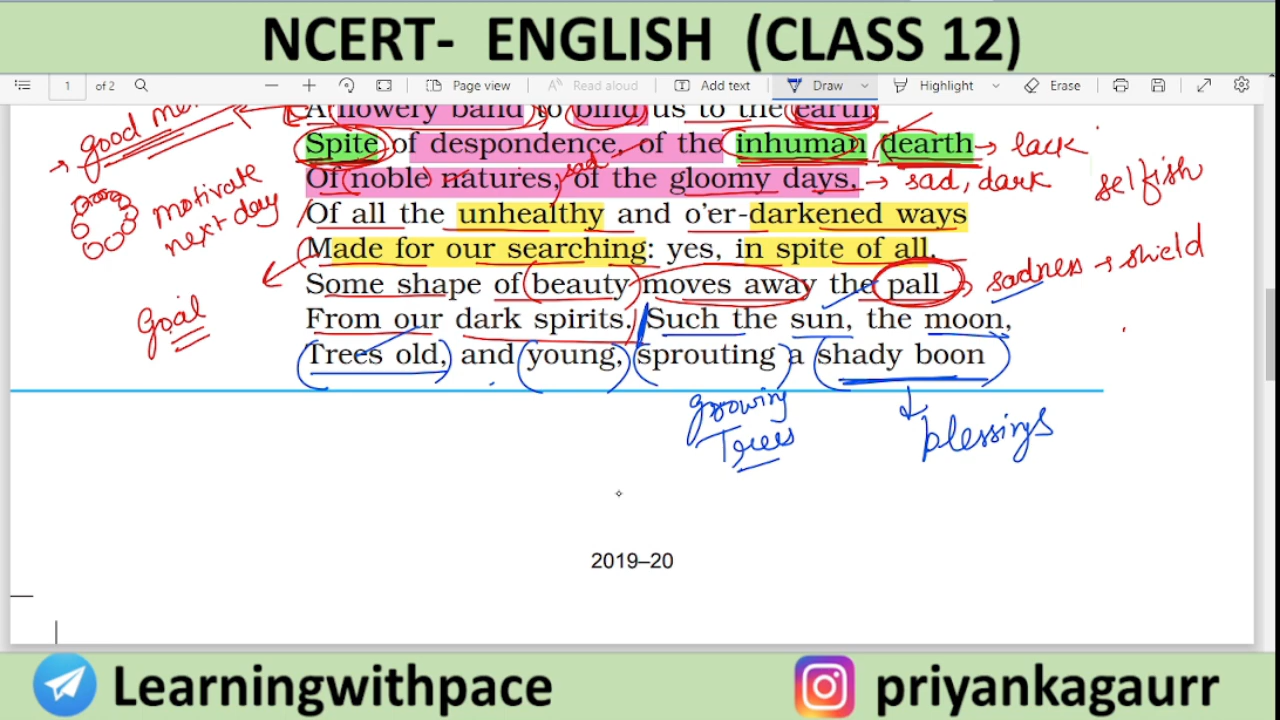 NCERT- ENGLISH (CLASS 12)
1 of 2 Page view Read aloud Add text Draw Highlight Erase
A flowery band to bind us to the earth,
good me
Spite of despondence, of the inhuman dearth → lack
sad
Of noble natures, of the gloomy days, → sad, dark
selfish
motivate
next day
Of all the unhealthy and o'er-darkened ways
Made for our searching: yes, in spite of all,
Goal
Some shape of beauty moves away the pall → sadness → shield
From our dark spirits. Such the sun, the moon,
Trees old, and young, sprouting a shady boon
growing
Trees
blessings
2019–20
Learningwithpace
priyankagaurr